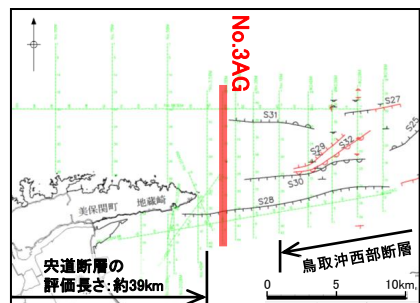 No.3AG
S27
S31
S25
S29
S32
S30
S28
美保関町 地蔵崎
鳥取沖西部断層
宍道断層の
評価長さ:約39km
0 5 10km